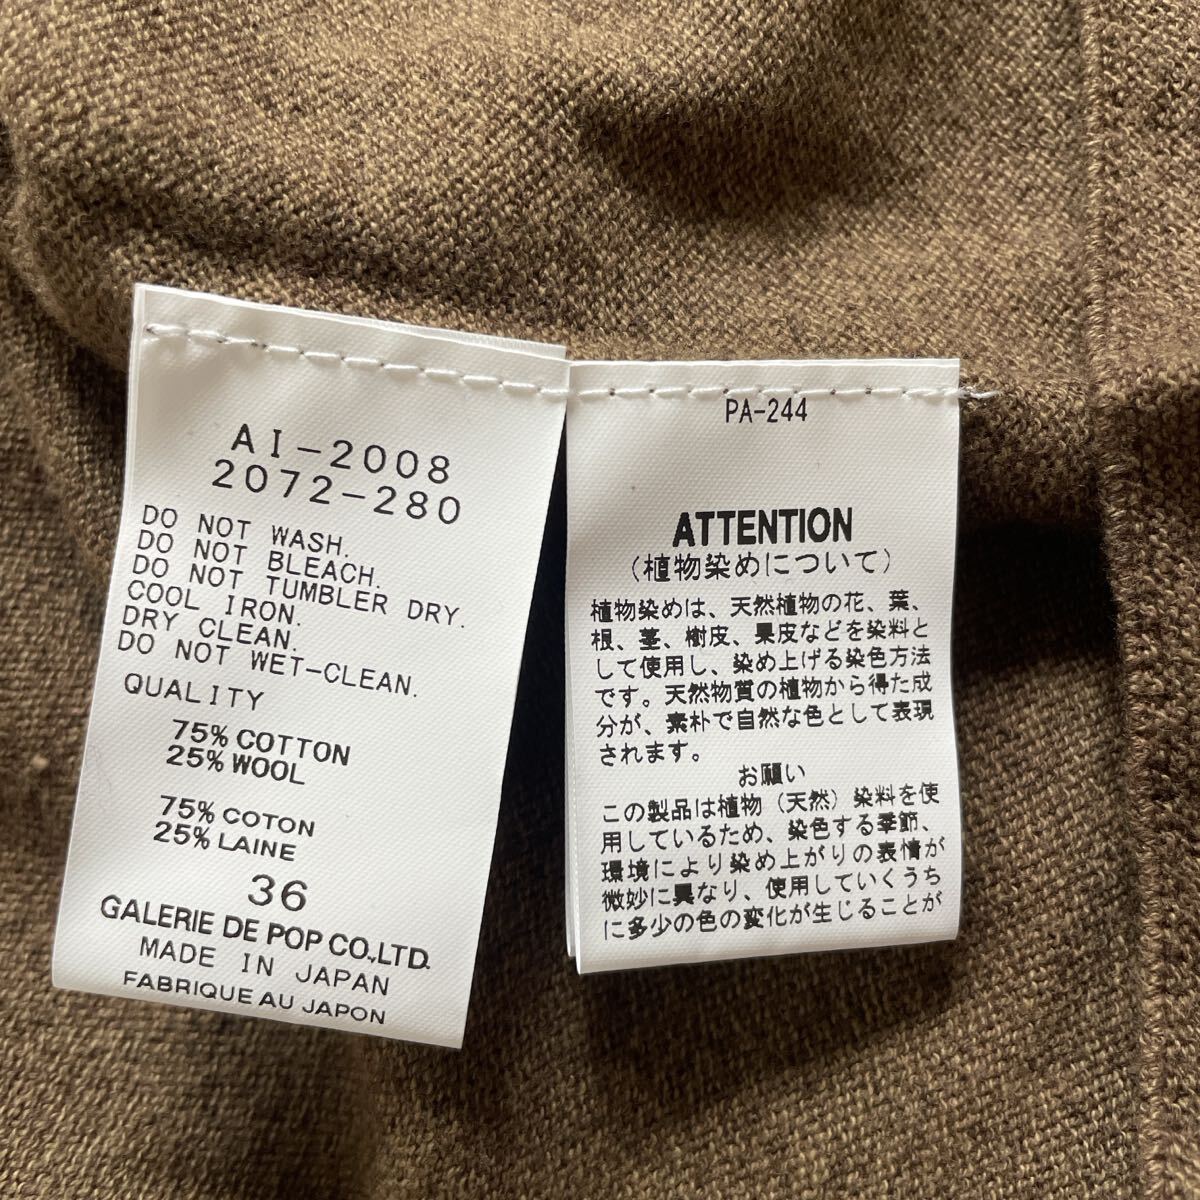 AI-2008
2072-280
DO NOT WASH.
DO NOT BLEACH.
DO NOT TUMBLER DRY.
COOL IRON.
DRY CLEAN.
DO NOT WET-CLEAN.
QUALITY
75% COTTON
25% WOOL
75% COTON
25% LAINE
36
GALERIE DE POP CO.,LTD.
MADE IN JAPAN
FABRIQUE AU JAPON
PA-244
ATTENTION
(植物染めについて)
植物染めは、天然植物の花、葉、
根、茎、樹皮、果皮などを染料と
して使用し、染め上げる染色方法
です。天然物質の植物から得た成
分が、素朴で自然な色として表現
されます。
お願い
この製品は植物(天然)染料を使
用しているため、染色する季節、
環境により染め上がりの表情が
微妙に異なり、使用していくうち
に多少の色の変化が生じることが